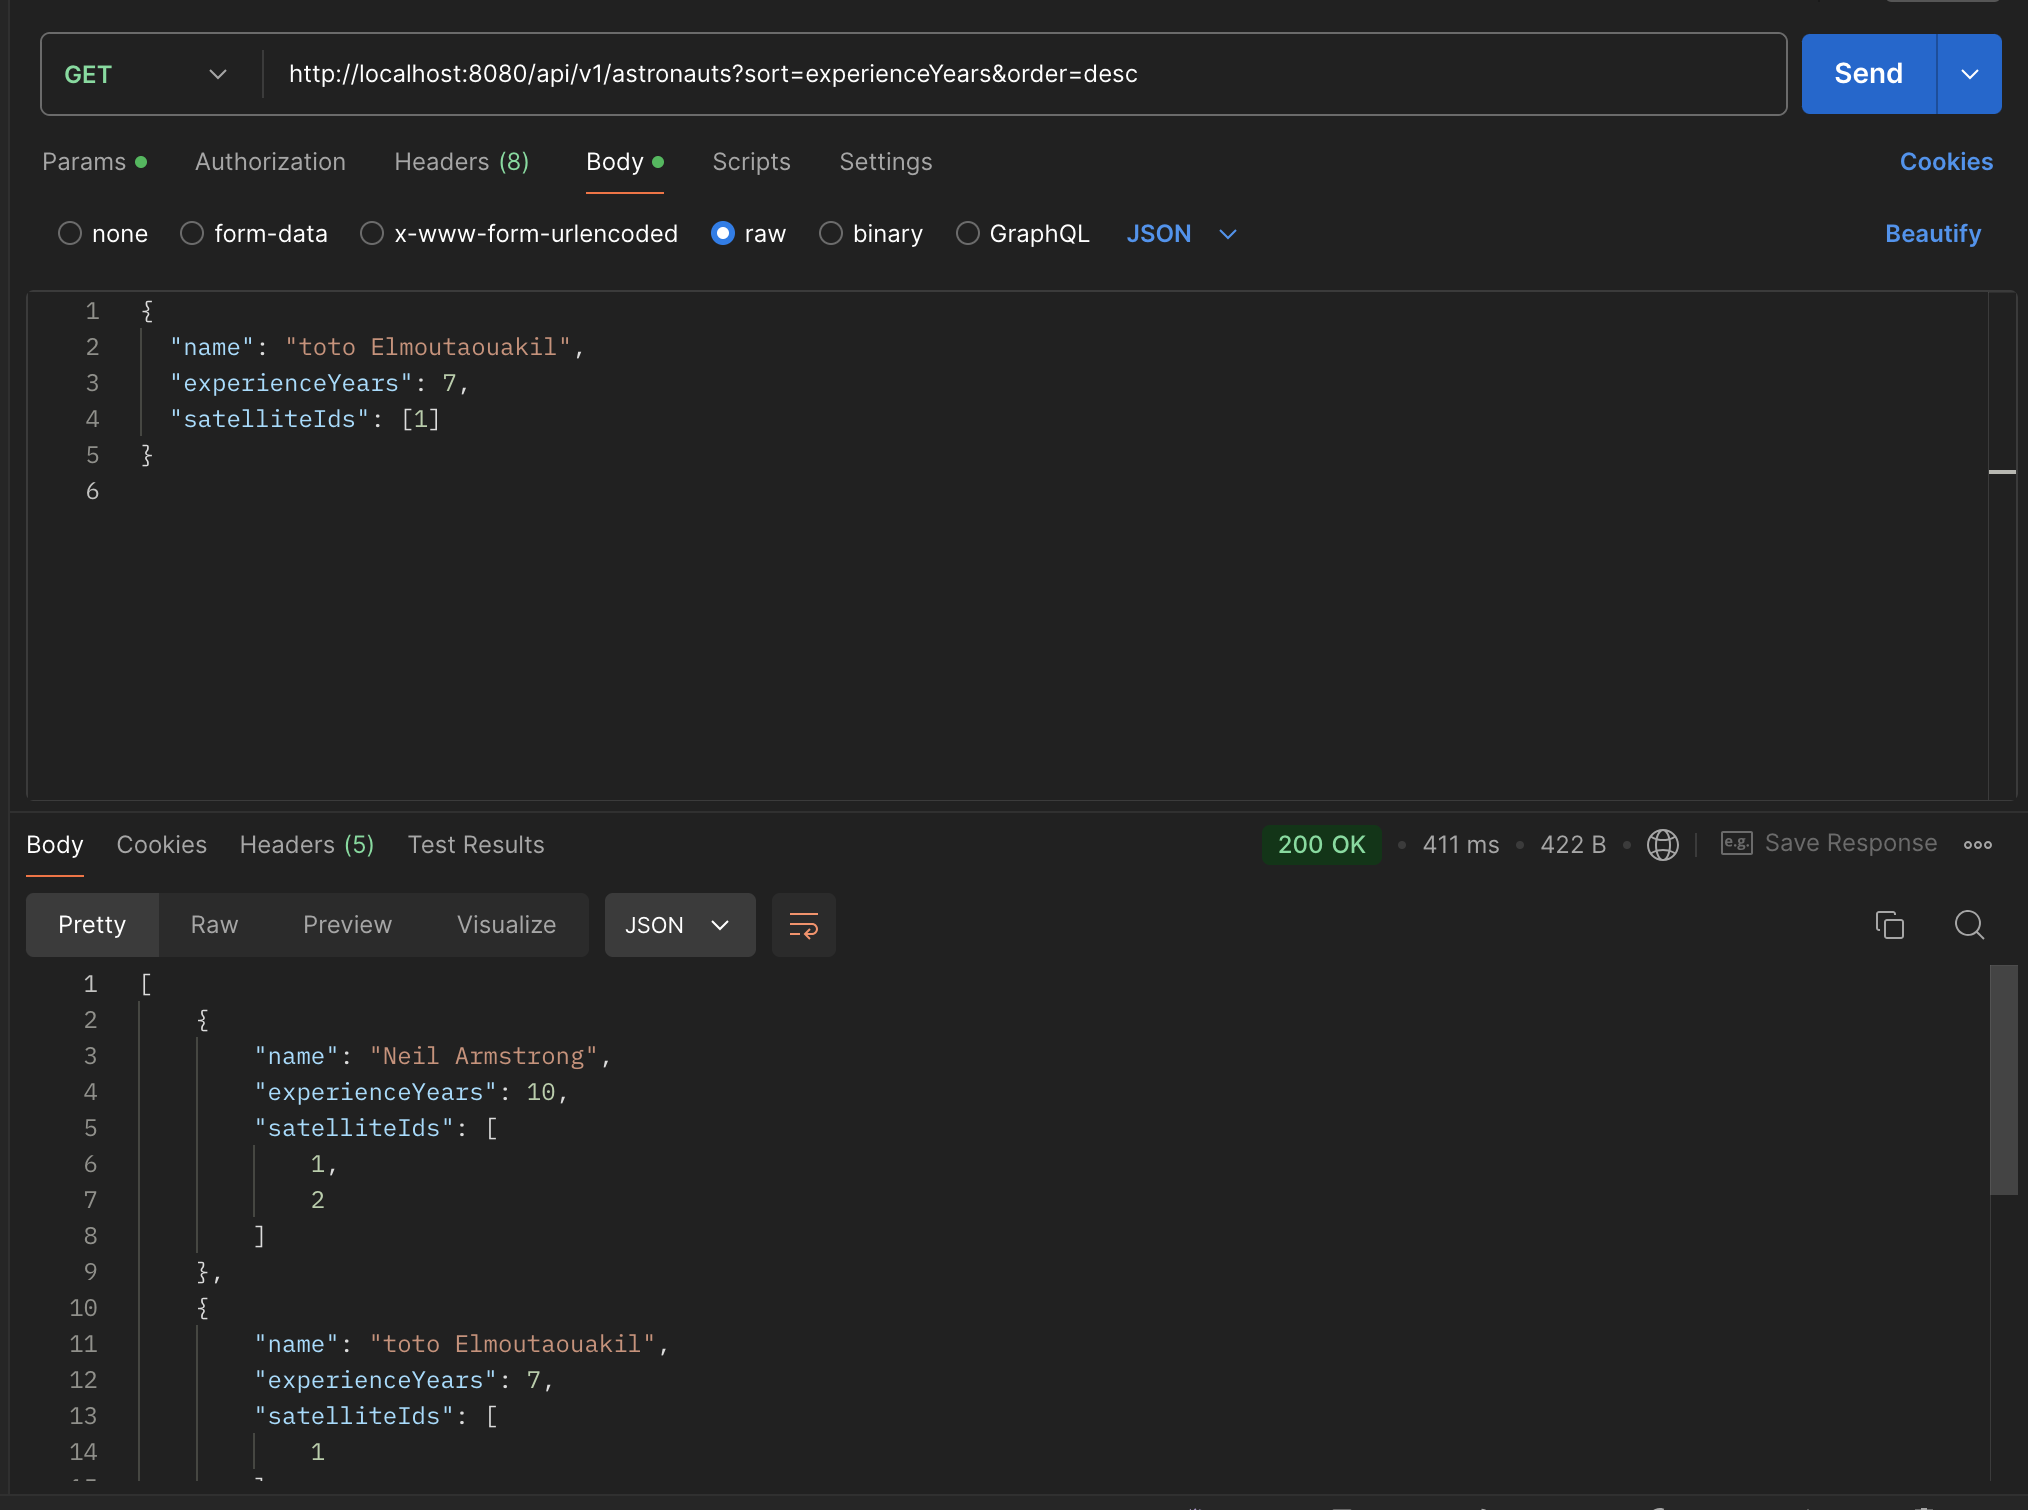 GET http://localhost:8080/api/v1/astronauts?sort=experienceYears&order=desc Send
Params Authorization Headers (8) Body Scripts Settings Cookies
none form-data x-www-form-urlencoded raw binary GraphQL JSON Beautify
1 {
2 "name": "toto Elmoutaouakil",
3 "experienceYears": 7,
4 "satelliteIds": [1]
5 }
6
Body Cookies Headers (5) Test Results 200 OK • 411 ms • 422 B • e.g. Save Response
Pretty Raw Preview Visualize JSON
1 [
2 {
3 "name": "Neil Armstrong",
4 "experienceYears": 10,
5 "satelliteIds": [
6 1,
7 2
8 ]
9 },
10 {
11 "name": "toto Elmoutaouakil",
12 "experienceYears": 7,
13 "satelliteIds": [
14 1